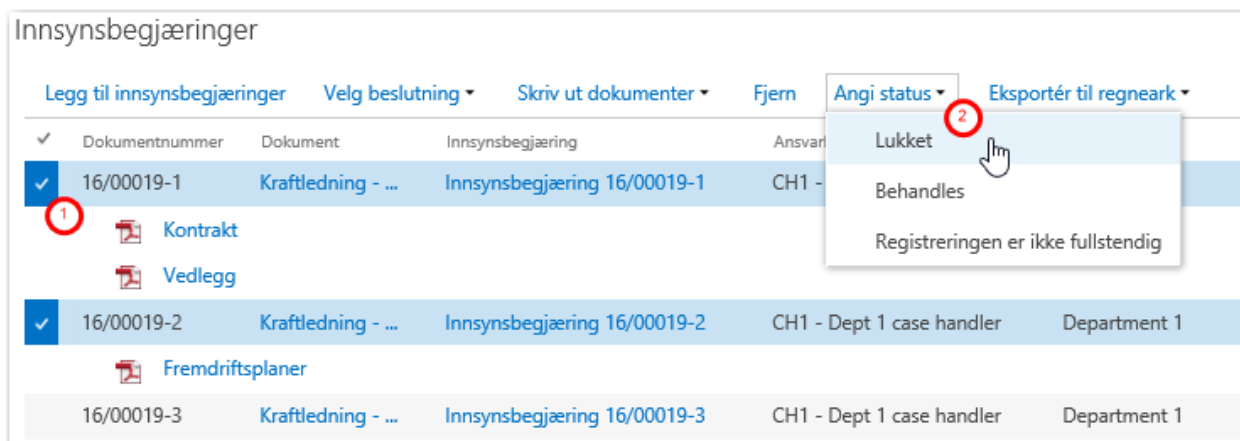 Innsynsbegjæringer
Legg til innsynsbegjæringer Velg beslutning Skriv ut dokumenter Fjern Angi status Eksportér til regneark
2
Dokumentnummer Dokument Innsynsbegjæring Lukket
16/00019-1 Kraftledning - ... Innsynsbegjæring 16/00019-1 CH1 - Behandles
1
Kontrakt
Registreringen er ikke fullstendig
Vedlegg
16/00019-2 Kraftledning - ... Innsynsbegjæring 16/00019-2 CH1 - Dept 1 case handler Department 1
Fremdriftsplaner
16/00019-3 Kraftledning - ... Innsynsbegjæring 16/00019-3 CH1 - Dept 1 case handler Department 1